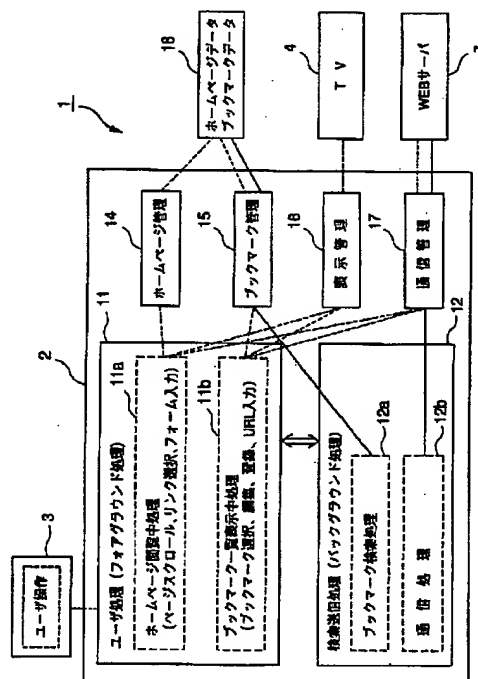 1
3
ユーザ操作
2
11
ユーザ処理(フォアグラウンド処理)
11a
ホームページ閲覧中処理
(ページスクロール、リンク選択、フォーム入力)
11b
ブックマーク一覧表示中処理
(ブックマーク選択、編集、登録、URL入力)
12
検索送信処理(バックグラウンド処理)
12a
ブックマーク検索処理
12b
通信処理
14
ホームページ管理
15
ブックマーク管理
16
表示管理
17
通信管理
18
ホームページデータ
ブックマークデータ
4
TV
7
WEBサーバ